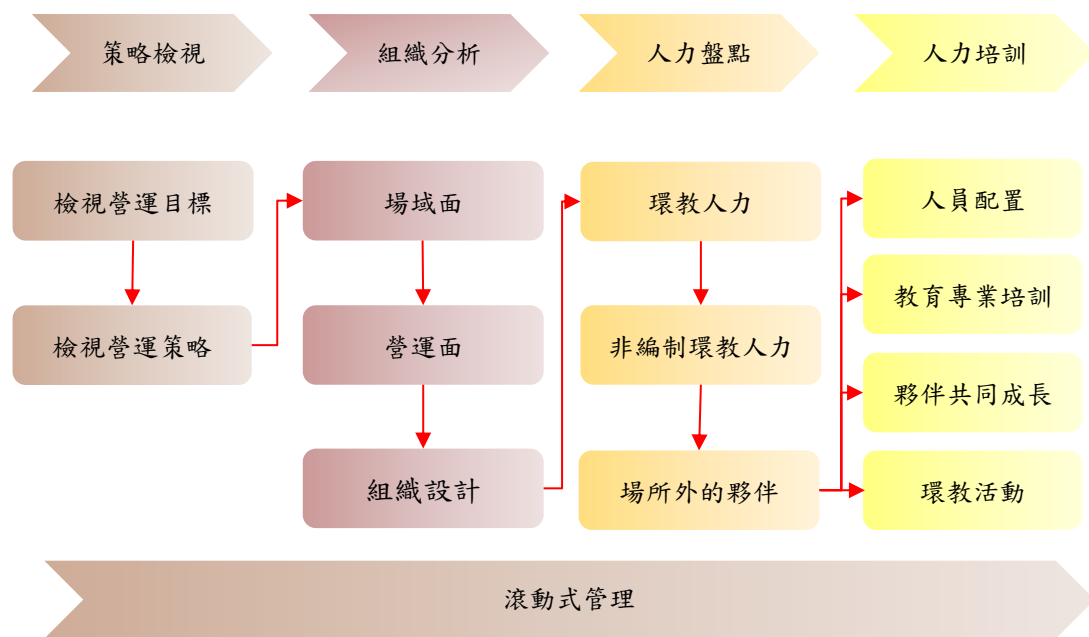 策略檢視
組織分析
人力盤點
人力培訓
檢視營運目標
場域面
環教人力
人員配置
教育專業培訓
檢視營運策略
營運面
非編制環教人力
夥伴共同成長
組織設計
場所外的夥伴
環教活動
滾動式管理